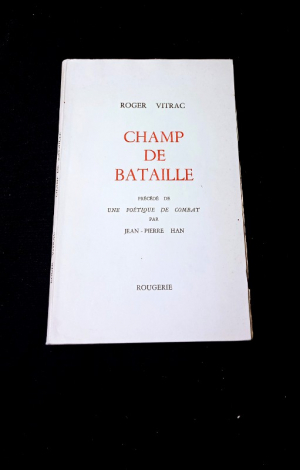 ROGER VITRAC
CHAMP
DE
BATAILLE
PRÉCÉDÉ DE
UNE POÉTIQUE DE COMBAT
PAR
JEAN-PIERRE HAN
ROUGERIE